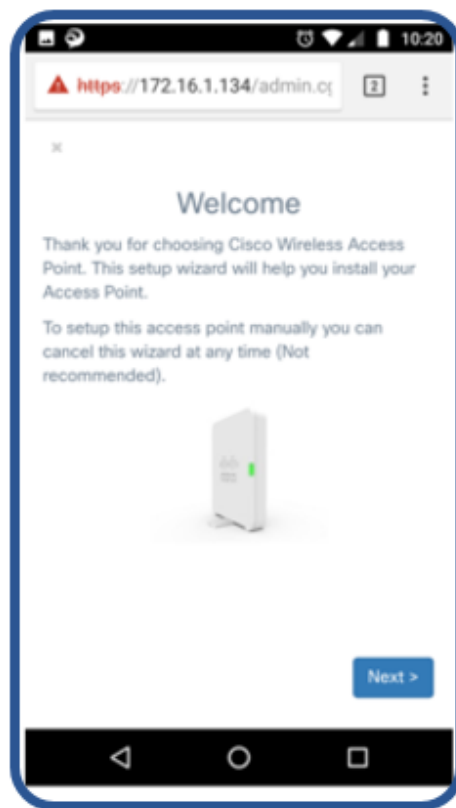 10:20
https://172.16.1.134/admin.cg
2
Welcome
Thank you for choosing Cisco Wireless Access
Point. This setup wizard will help you install your
Access Point.
To setup this access point manually you can
cancel this wizard at any time (Not
recommended).
Next >